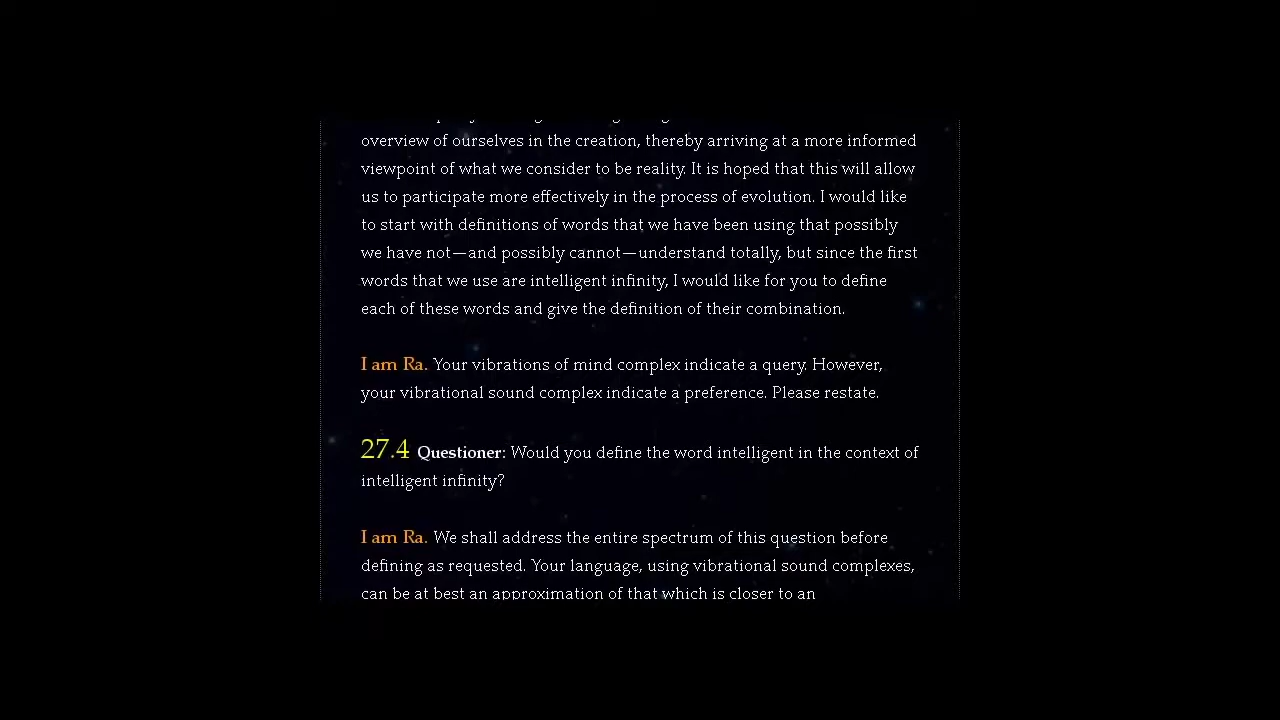 overview of ourselves in the creation, thereby arriving at a more informed
viewpoint of what we consider to be reality. It is hoped that this will allow
us to participate more effectively in the process of evolution. I would like
to start with definitions of words that we have been using that possibly
we have not—and possibly cannot—understand totally, but since the first
words that we use are intelligent infinity, I would like for you to define
each of these words and give the definition of their combination.
I am Ra. Your vibrations of mind complex indicate a query. However,
your vibrational sound complex indicate a preference. Please restate.
27.4 Questioner: Would you define the word intelligent in the context of
intelligent infinity?
I am Ra. We shall address the entire spectrum of this question before
defining as requested. Your language, using vibrational sound complexes,
can be at best an approximation of that which is closer to an